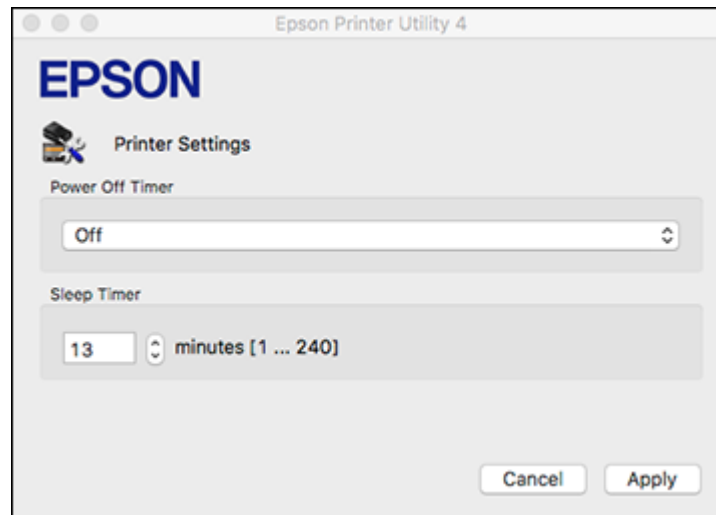 Epson Printer Utility 4
EPSON
Printer Settings
Power Off Timer
Off
Sleep Timer
13 minutes [1 ... 240]
Cancel Apply